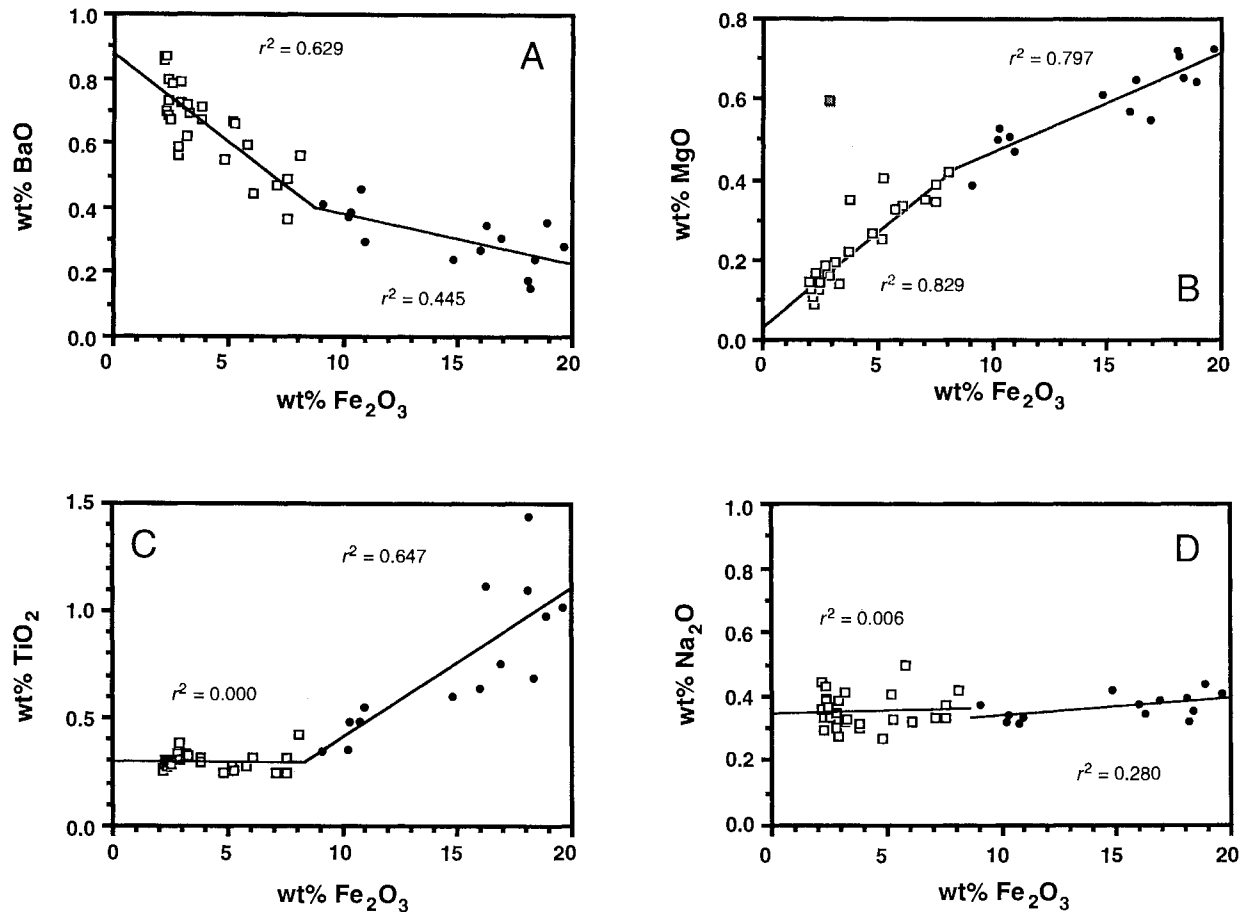 1.0
0.8
0.6
0.4
0.2
0.0
wt% BaO
r² = 0.629
A
r² = 0.445
0 5 10 15 20
wt% Fe₂O₃
0.8
0.6
0.4
0.2
0.0
wt% MgO
r² = 0.797
r² = 0.829
B
0 5 10 15 20
wt% Fe₂O₃
1.5
1.0
0.5
0.0
wt% TiO₂
C
r² = 0.647
r² = 0.000
0 5 10 15 20
wt% Fe₂O₃
1.0
0.8
0.6
0.4
0.2
0.0
wt% Na₂O
D
r² = 0.006
r² = 0.280
0 5 10 15 20
wt% Fe₂O₃